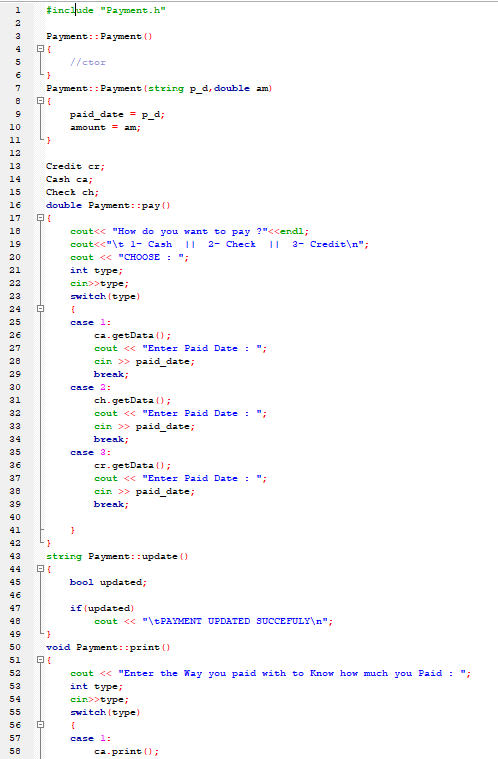 1 #include "Payment.h"
2
3 Payment::Payment()
4 {
5 //ctor
6 }
7 Payment::Payment(string p_d,double am)
8 {
9 paid_date = p_d;
10 amount = am;
11 }
12
13 Credit cr;
14 Cash ca;
15 Check ch;
16 double Payment::pay()
17 {
18 cout<< "How do you want to pay ?"<<endl;
19 cout<<"\t 1- Cash || 2- Check || 3- Credit\n";
20 cout << "CHOOSE : ";
21 int type;
22 cin>>type;
23 switch(type)
24 {
25 case 1:
26 ca.getData();
27 cout << "Enter Paid Date : ";
28 cin >> paid_date;
29 break;
30 case 2:
31 ch.getData();
32 cout << "Enter Paid Date : ";
33 cin >> paid_date;
34 break;
35 case 3:
36 cr.getData();
37 cout << "Enter Paid Date : ";
38 cin >> paid_date;
39 break;
40
41 }
42 }
43 string Payment::update()
44 {
45 bool updated;
46
47 if(updated)
48 cout << "\tPAYMENT UPDATED SUCCEFULY\n";
49 }
50 void Payment::print()
51 {
52 cout << "Enter the Way you paid with to Know how much you Paid : ";
53 int type;
54 cin>>type;
55 switch(type)
56 {
57 case 1:
58 ca.print();